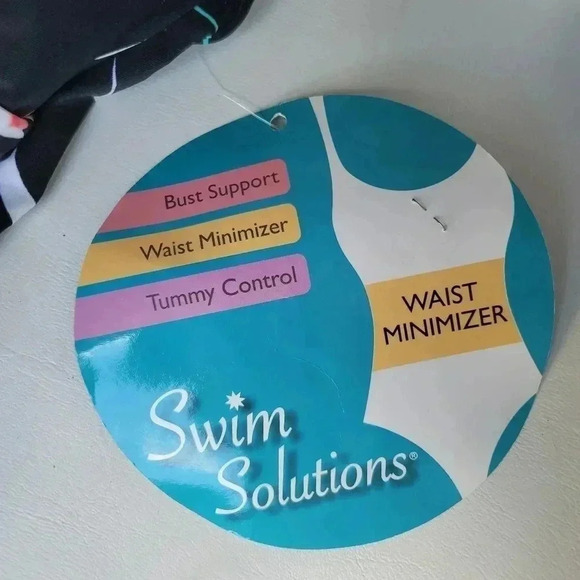 Bust Support
Waist Minimizer
Tummy Control
WAIST
MINIMIZER
Swim
Solutions®